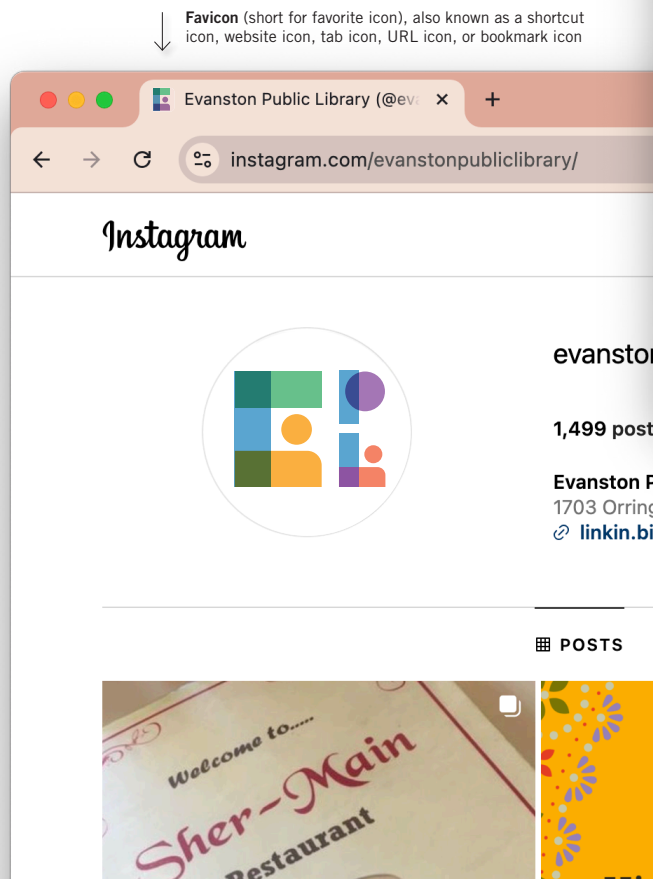 Favicon (short for favorite icon), also known as a shortcut
icon, website icon, tab icon, URL icon, or bookmark icon
Evanston Public Library (@eva
instagram.com/evanstonpubliclibrary/
Instagram
evansto
1,499 post
Evanston P
1703 Orring
linkin.bi
POSTS
Welcome to.....
Sher-Main
Restaurant